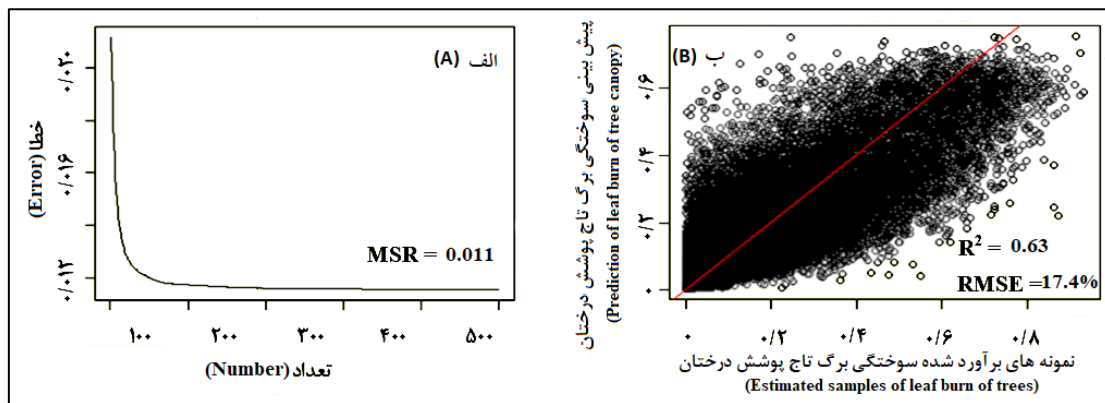 الف (A)
خطا (Error)
۰/۰۲۰
۰/۰۱۶
۰/۰۱۲
MSR = 0.011
۱۰۰ ۲۰۰ ۳۰۰ ۴۰۰ ۵۰۰
تعداد (Number)
ب (B)
پیش بینی سوختگی برگ تاج پوشش درختان
(Prediction of leaf burn of tree canopy)
۰/۶
۰/۴
۰/۲
۰
R² = 0.63
RMSE =17.4%
۰ ۰/۲ ۰/۴ ۰/۶ ۰/۸
نمونه های برآورد شده سوختگی برگ تاج پوشش درختان
(Estimated samples of leaf burn of trees)